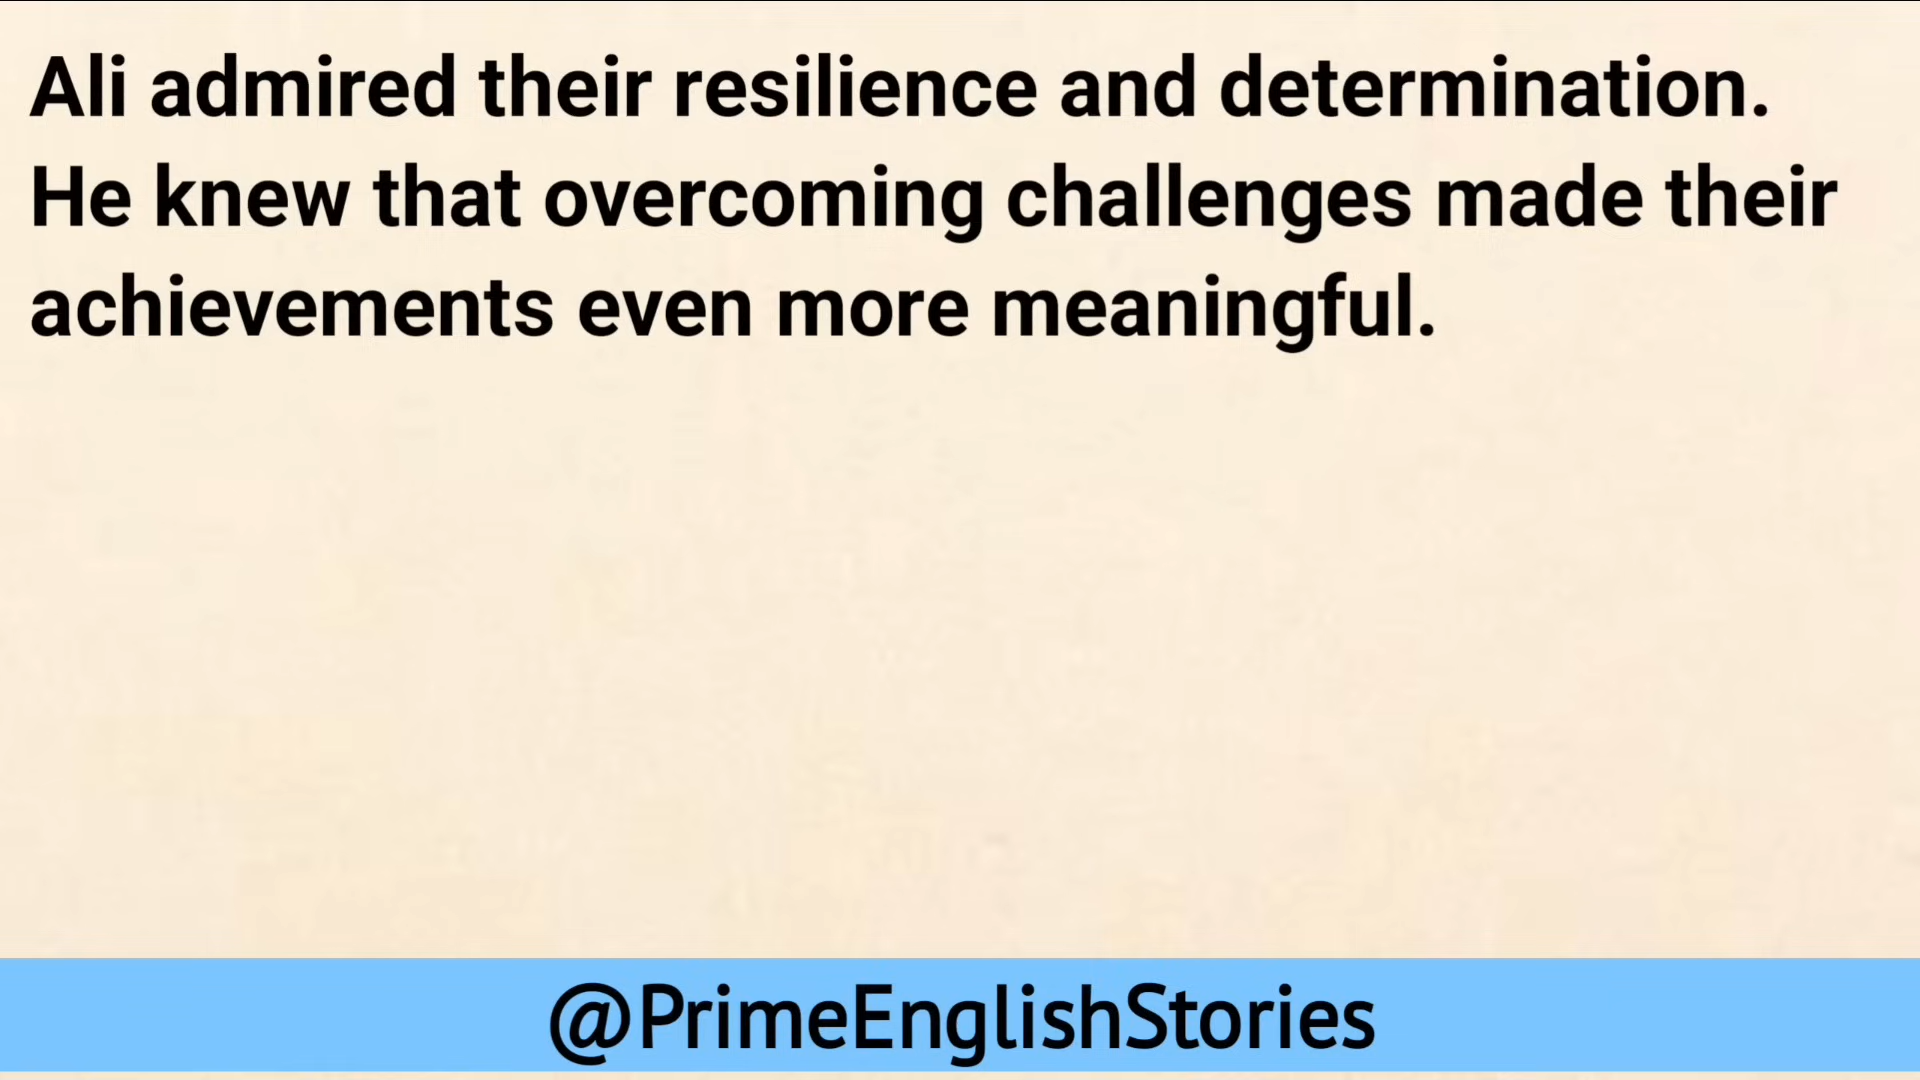 Ali admired their resilience and determination.
He knew that overcoming challenges made their
achievements even more meaningful.
@PrimeEnglishStories